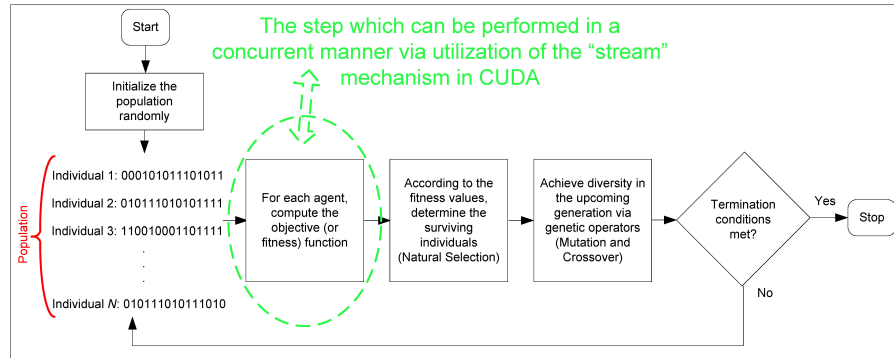 Start
The step which can be performed in a
concurrent manner via utilization of the “stream”
mechanism in CUDA
Initialize the
population
randomly
Population
Individual 1: 000101011101011
Individual 2: 010111010101111
Individual 3: 110010001101111
.
.
.
Individual N: 010111010111010
For each agent,
compute the
objective (or
fitness) function
According to the
fitness values,
determine the
surviving
individuals
(Natural Selection)
Achieve diversity in
the upcoming
generation via
genetic operators
(Mutation and
Crossover)
Termination
conditions
met?
Yes
Stop
No